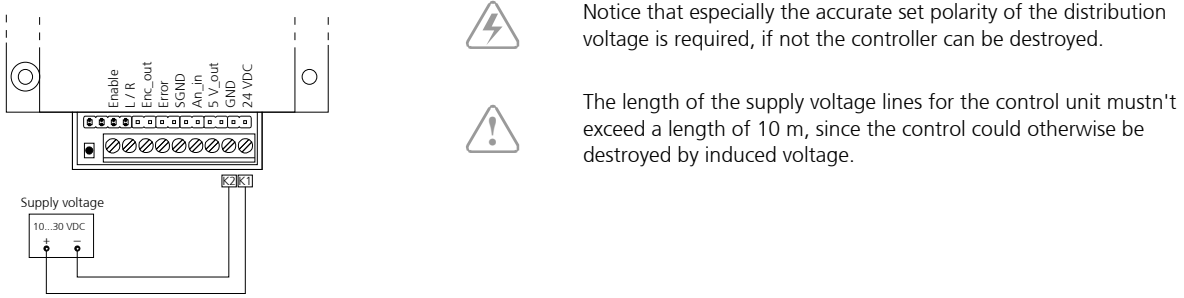 Enable
L / R
Enc_out
Error
SGND
An_in
5 V_out
GND
24 VDC
K2 K1
Supply voltage
10...30 VDC
+ −
Notice that especially the accurate set polarity of the distribution
voltage is required, if not the controller can be destroyed.
The length of the supply voltage lines for the control unit mustn't
exceed a length of 10 m, since the control could otherwise be
destroyed by induced voltage.